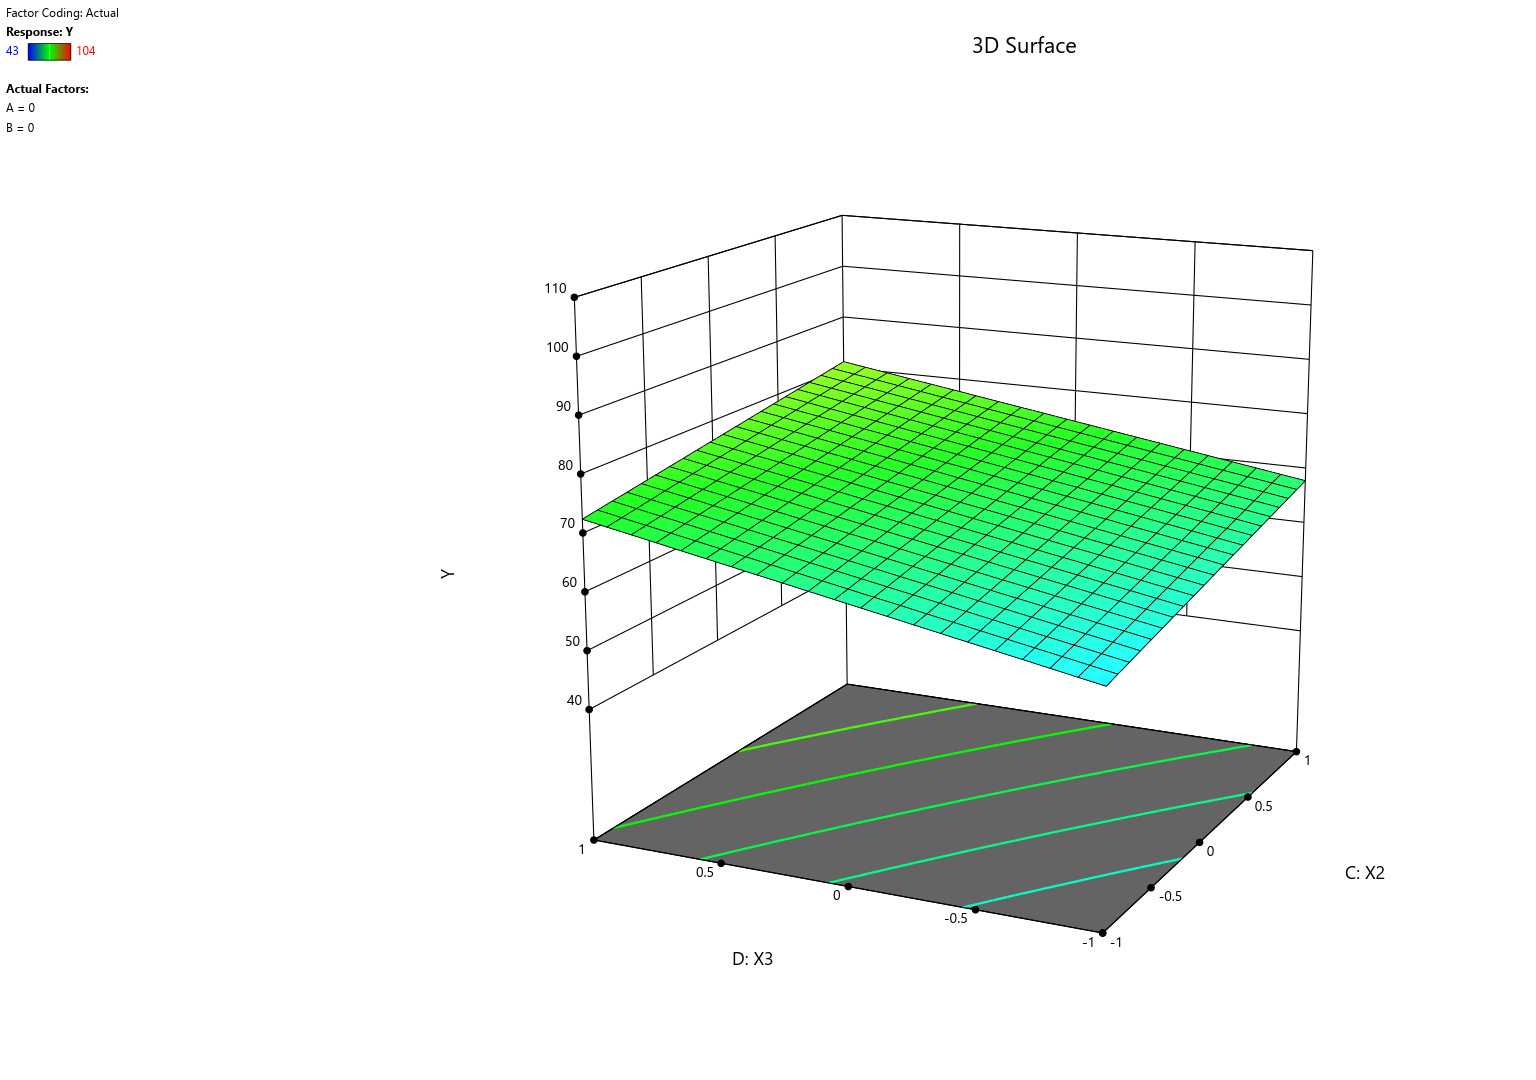 Factor Coding: Actual
Response: Y
43 104
Actual Factors:
A = 0
B = 0
3D Surface
110
100
90
80
70
60
50
40
Y
1
0.5
0
-0.5
-1
D: X3
-1
-0.5
0
0.5
1
C: X2